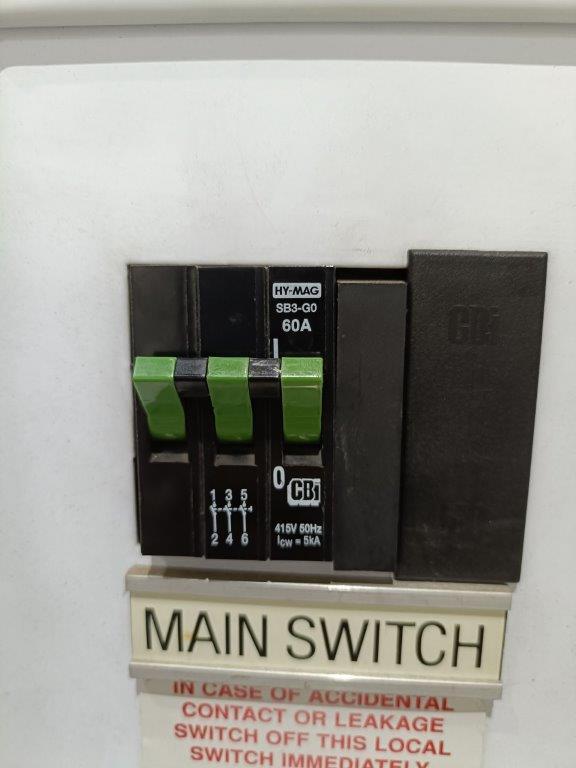 HY-MAG
SB3-G0
60A
I
0
CBi
1 3 5
2 4 6
415V 50Hz
Icw = 5kA
CBi
MAIN SWITCH
IN CASE OF ACCIDENTAL
CONTACT OR LEAKAGE
SWITCH OFF THIS LOCAL
SWITCH IMMEDIATELY